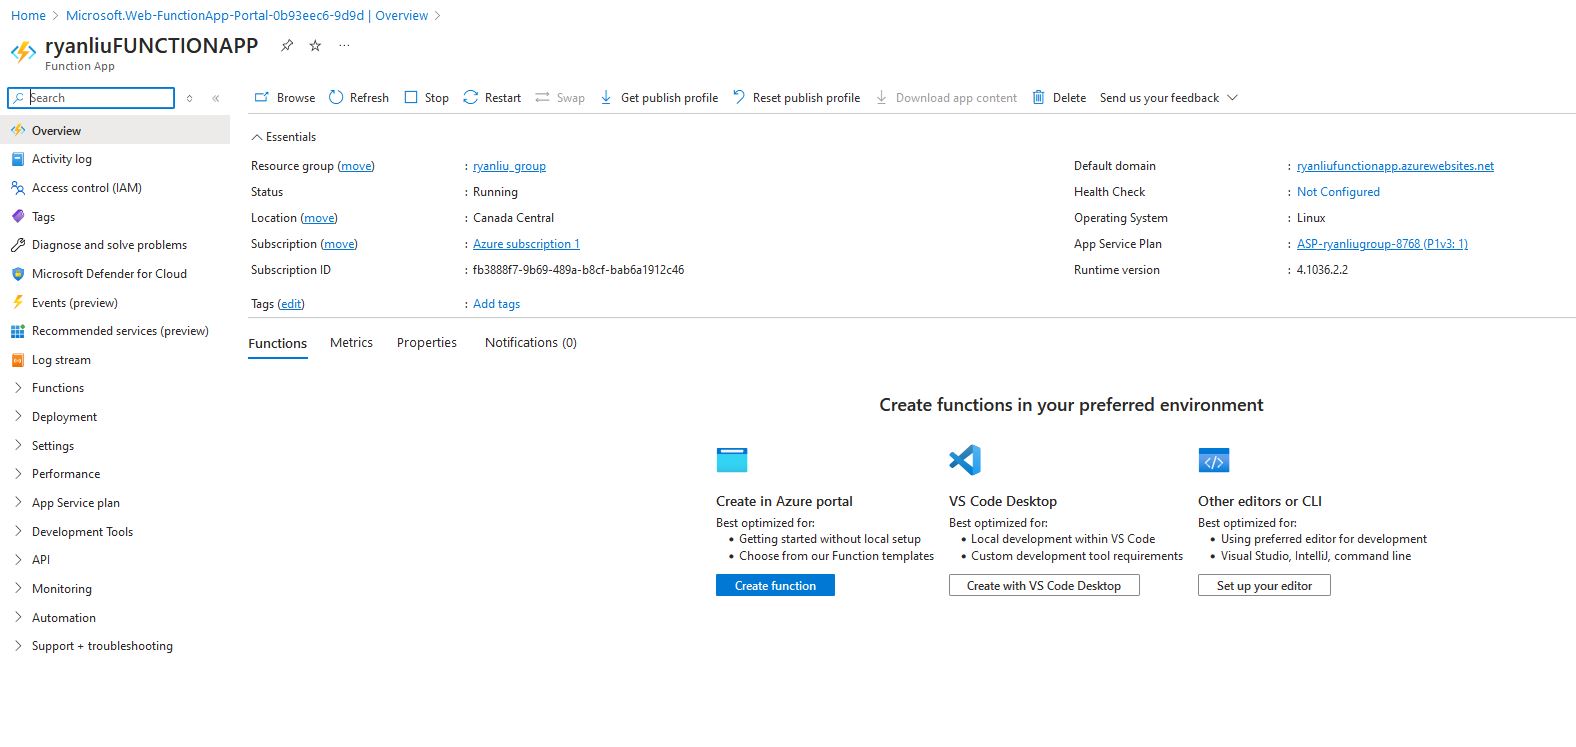 Home > Microsoft.Web-FunctionApp-Portal-0b93eec6-9d9d | Overview >
ryanliuFUNCTIONAPP
Function App
Search
Browse Refresh Stop Restart Swap Get publish profile Reset publish profile Download app content Delete Send us your feedback
Overview
Activity log
Access control (IAM)
Tags
Diagnose and solve problems
Microsoft Defender for Cloud
Events (preview)
Recommended services (preview)
Log stream
Functions
Deployment
Settings
Performance
App Service plan
Development Tools
API
Monitoring
Automation
Support + troubleshooting
Essentials
Resource group (move) : ryanliu_group
Status : Running
Location (move) : Canada Central
Subscription (move) : Azure subscription 1
Subscription ID : fb3888f7-9b69-489a-b8cf-bab6a1912c46
Tags (edit) : Add tags
Default domain : ryanliufunctionapp.azurewebsites.net
Health Check : Not Configured
Operating System : Linux
App Service Plan : ASP-ryanliugroup-8768 (P1v3: 1)
Runtime version : 4.1036.2.2
Functions Metrics Properties Notifications (0)
Create functions in your preferred environment
Create in Azure portal
Best optimized for:
• Getting started without local setup
• Choose from our Function templates
Create function
VS Code Desktop
Best optimized for:
• Local development within VS Code
• Custom development tool requirements
Create with VS Code Desktop
Other editors or CLI
Best optimized for:
• Using preferred editor for development
• Visual Studio, IntelliJ, command line
Set up your editor